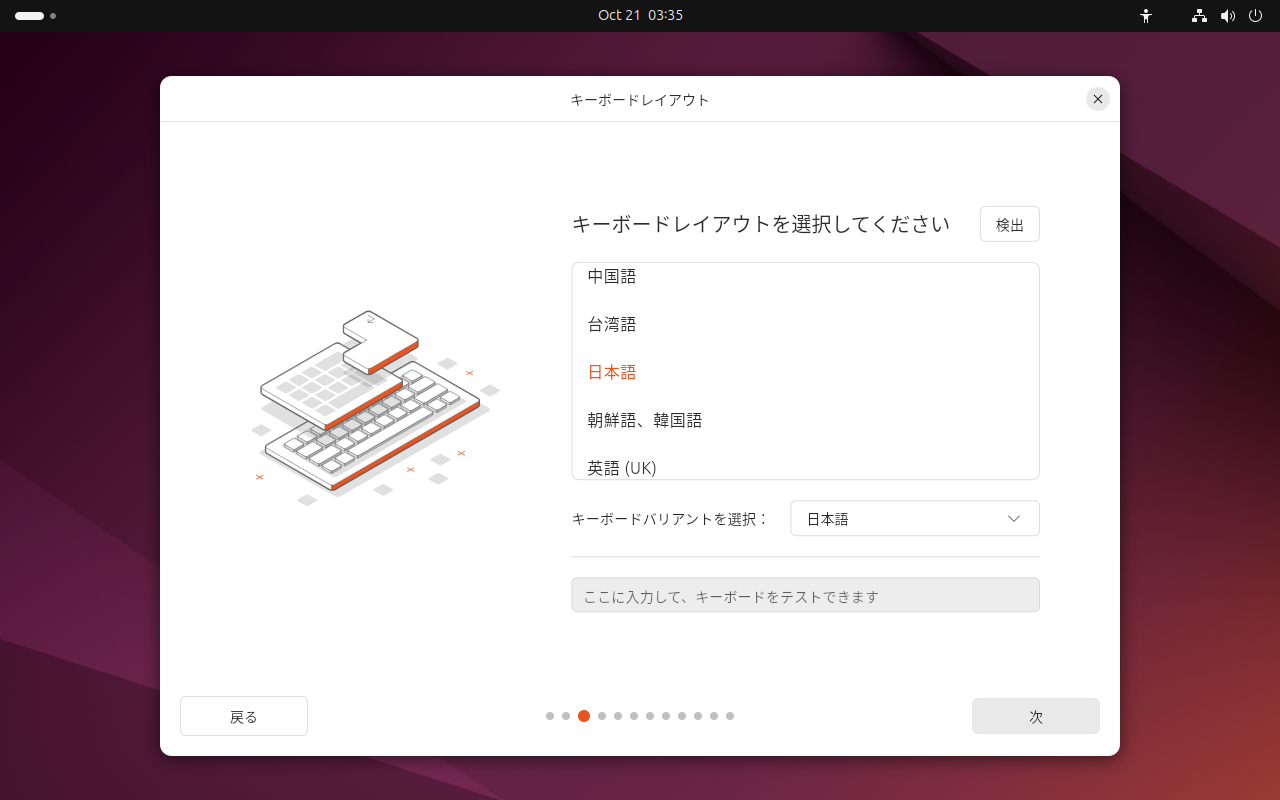 Oct 21 03:35
キーボードレイアウト
キーボードレイアウトを選択してください
検出
中国語
台湾語
日本語
朝鮮語、韓国語
英語 (UK)
キーボードバリアントを選択：
日本語
ここに入力して、キーボードをテストできます
戻る
次